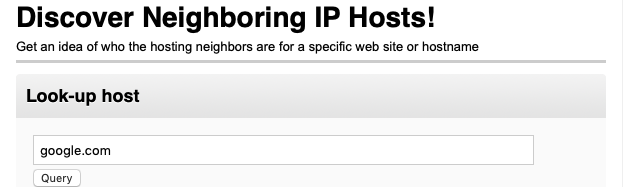 Discover Neighboring IP Hosts!
Get an idea of who the hosting neighbors are for a specific web site or hostname
Look-up host
google.com
Query